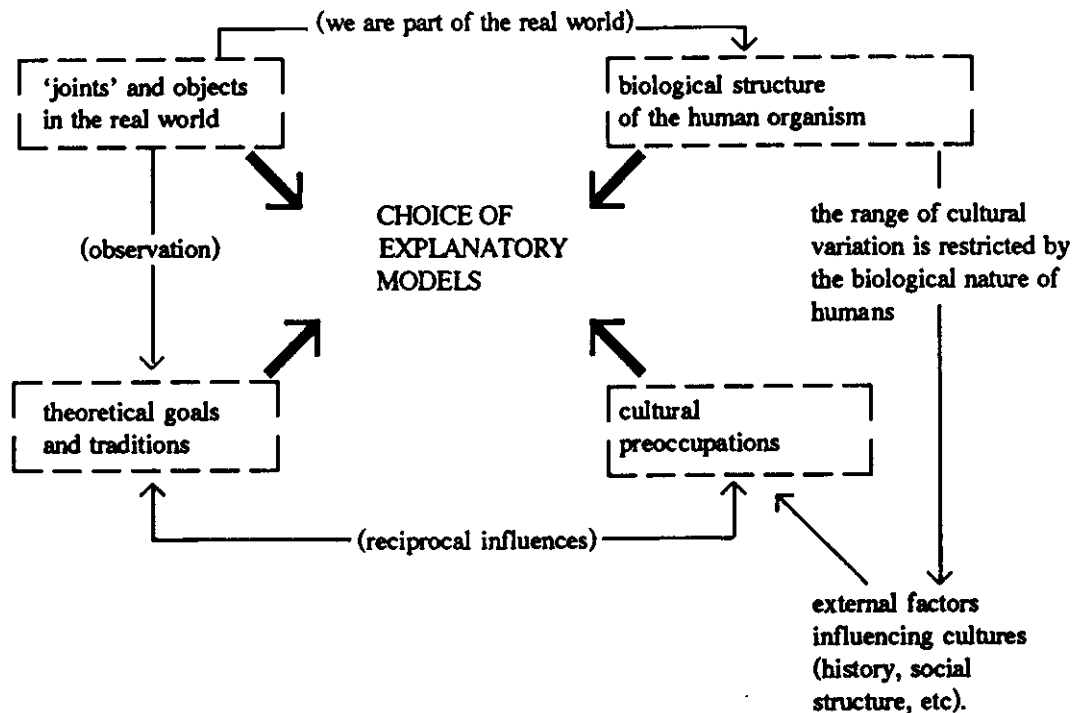 (we are part of the real world)
‘joints’ and objects
in the real world
biological structure
of the human organism
CHOICE OF
EXPLANATORY
MODELS
(observation)
the range of cultural
variation is restricted by
the biological nature of
humans
theoretical goals
and traditions
cultural
preoccupations
(reciprocal influences)
external factors
influencing cultures
(history, social
structure, etc).